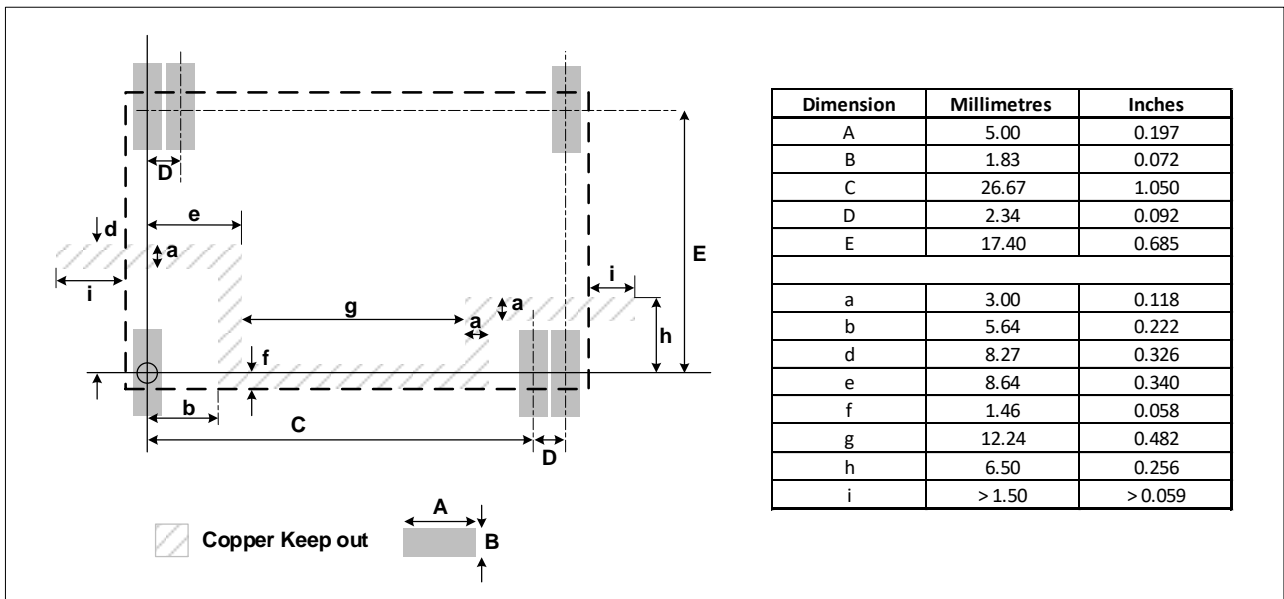 D
e
d
a
E
i
i
g
a
a
h
f
b
C
D
A
Copper Keep out
B
Dimension Millimetres Inches
A 5.00 0.197
B 1.83 0.072
C 26.67 1.050
D 2.34 0.092
E 17.40 0.685
a 3.00 0.118
b 5.64 0.222
d 8.27 0.326
e 8.64 0.340
f 1.46 0.058
g 12.24 0.482
h 6.50 0.256
i > 1.50 > 0.059